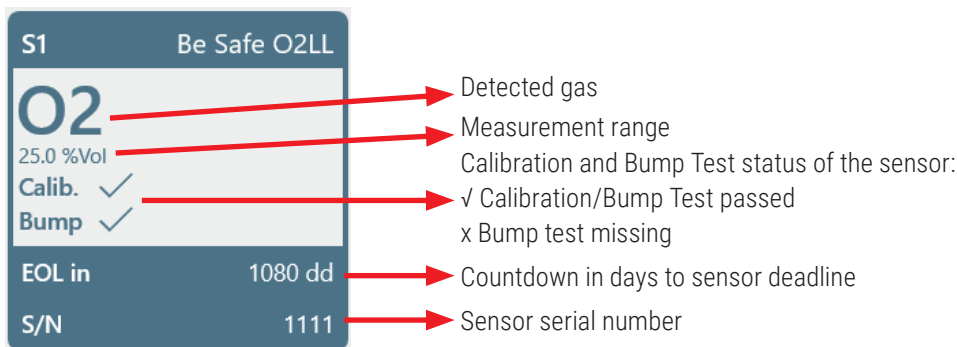 S1 Be Safe O2LL
O2
25.0 %Vol
Calib. ✓
Bump ✓
EOL in 1080 dd
S/N 1111
Detected gas
Measurement range
Calibration and Bump Test status of the sensor:
√ Calibration/Bump Test passed
x Bump test missing
Countdown in days to sensor deadline
Sensor serial number